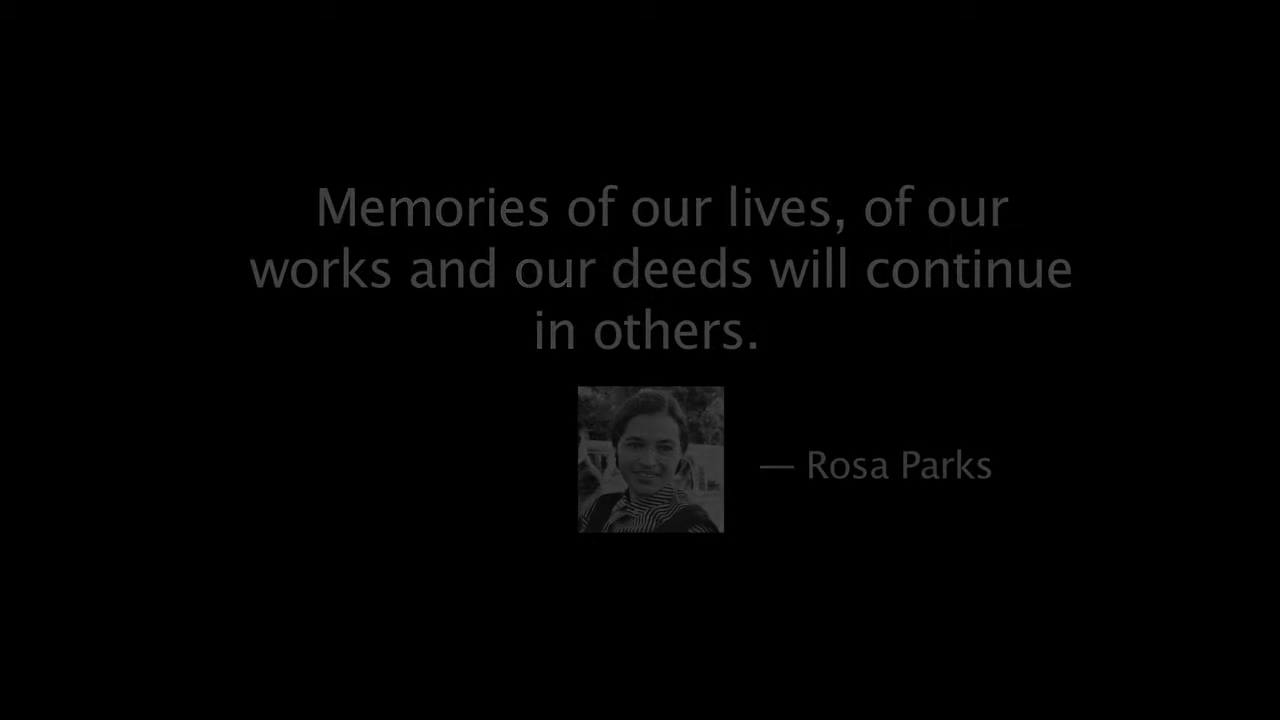 Memories of our lives, of our
works and our deeds will continue
in others.
— Rosa Parks